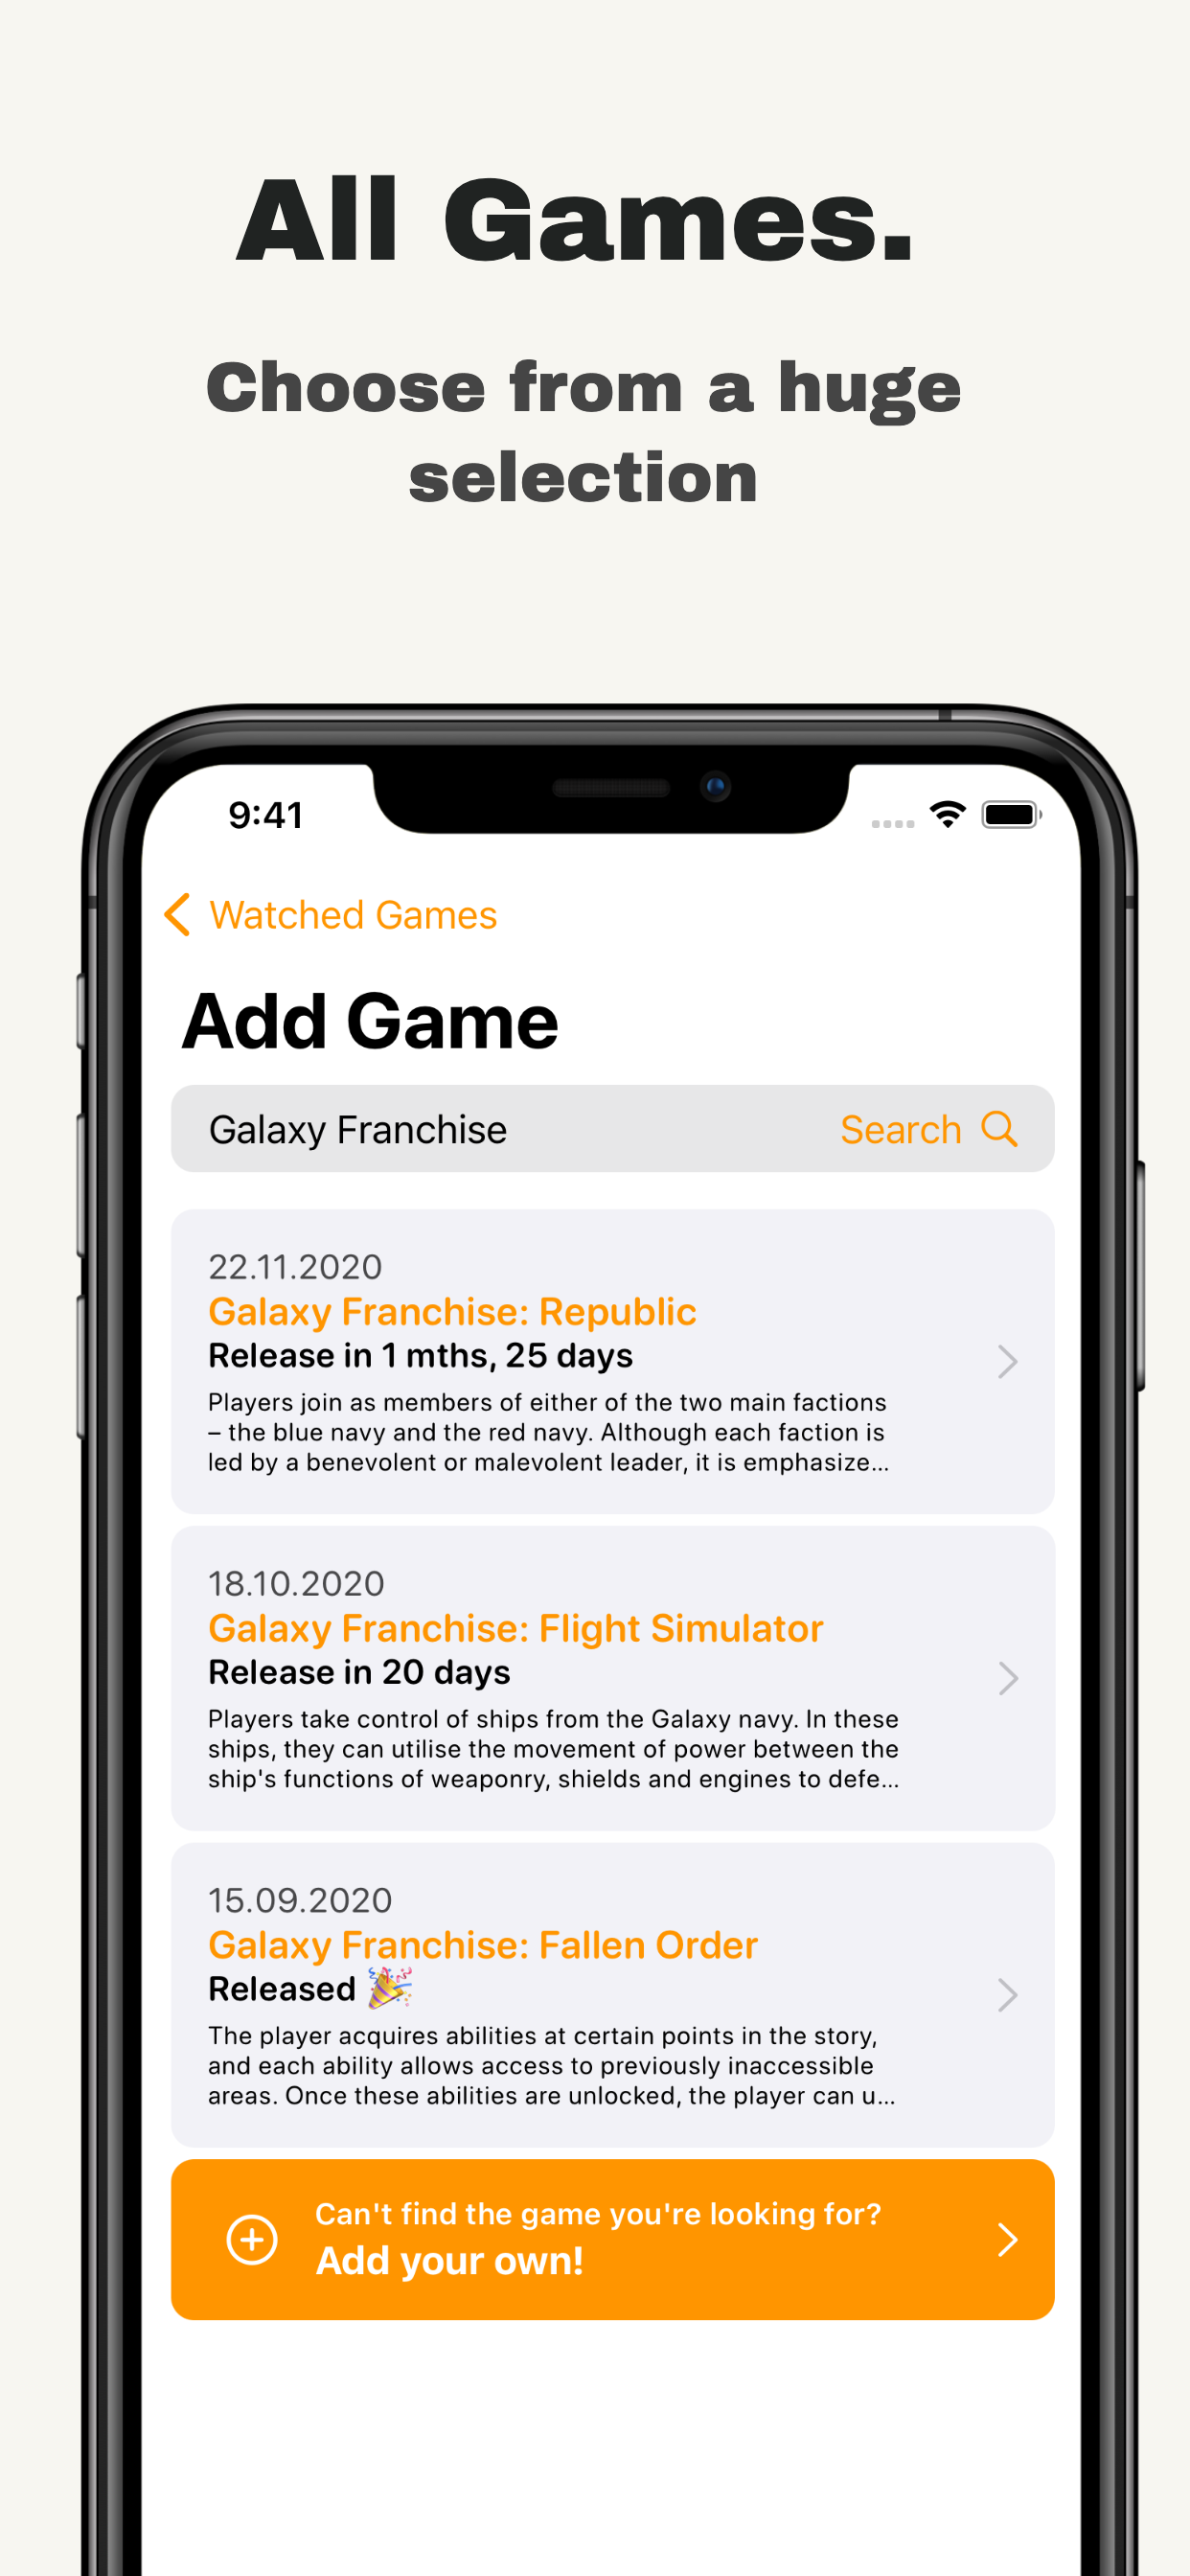 All Games.
Choose from a huge
selection
9:41
Watched Games
Add Game
Galaxy Franchise
Search
22.11.2020
Galaxy Franchise: Republic
Release in 1 mths, 25 days
Players join as members of either of the two main factions
– the blue navy and the red navy. Although each faction is
led by a benevolent or malevolent leader, it is emphasize...
18.10.2020
Galaxy Franchise: Flight Simulator
Release in 20 days
Players take control of ships from the Galaxy navy. In these
ships, they can utilise the movement of power between the
ship's functions of weaponry, shields and engines to defe...
15.09.2020
Galaxy Franchise: Fallen Order
Released 🎉
The player acquires abilities at certain points in the story,
and each ability allows access to previously inaccessible
areas. Once these abilities are unlocked, the player can u...
Can't find the game you're looking for?
Add your own!